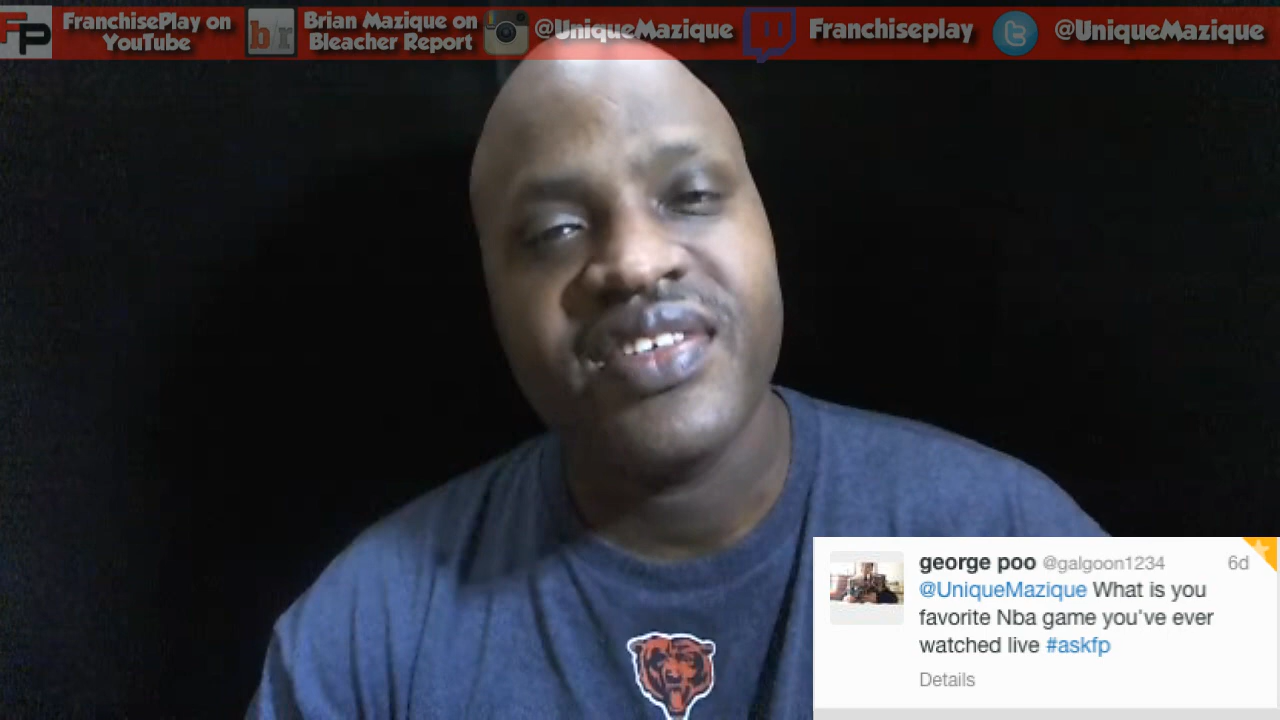 FP
FranchisePlay on
YouTube
b/r
Brian Mazique on
Bleacher Report
@UniqueMazique
Franchiseplay
@UniqueMazique
george poo @galgoon1234 6d
@UniqueMazique What is you
favorite Nba game you've ever
watched live #askfp
Details